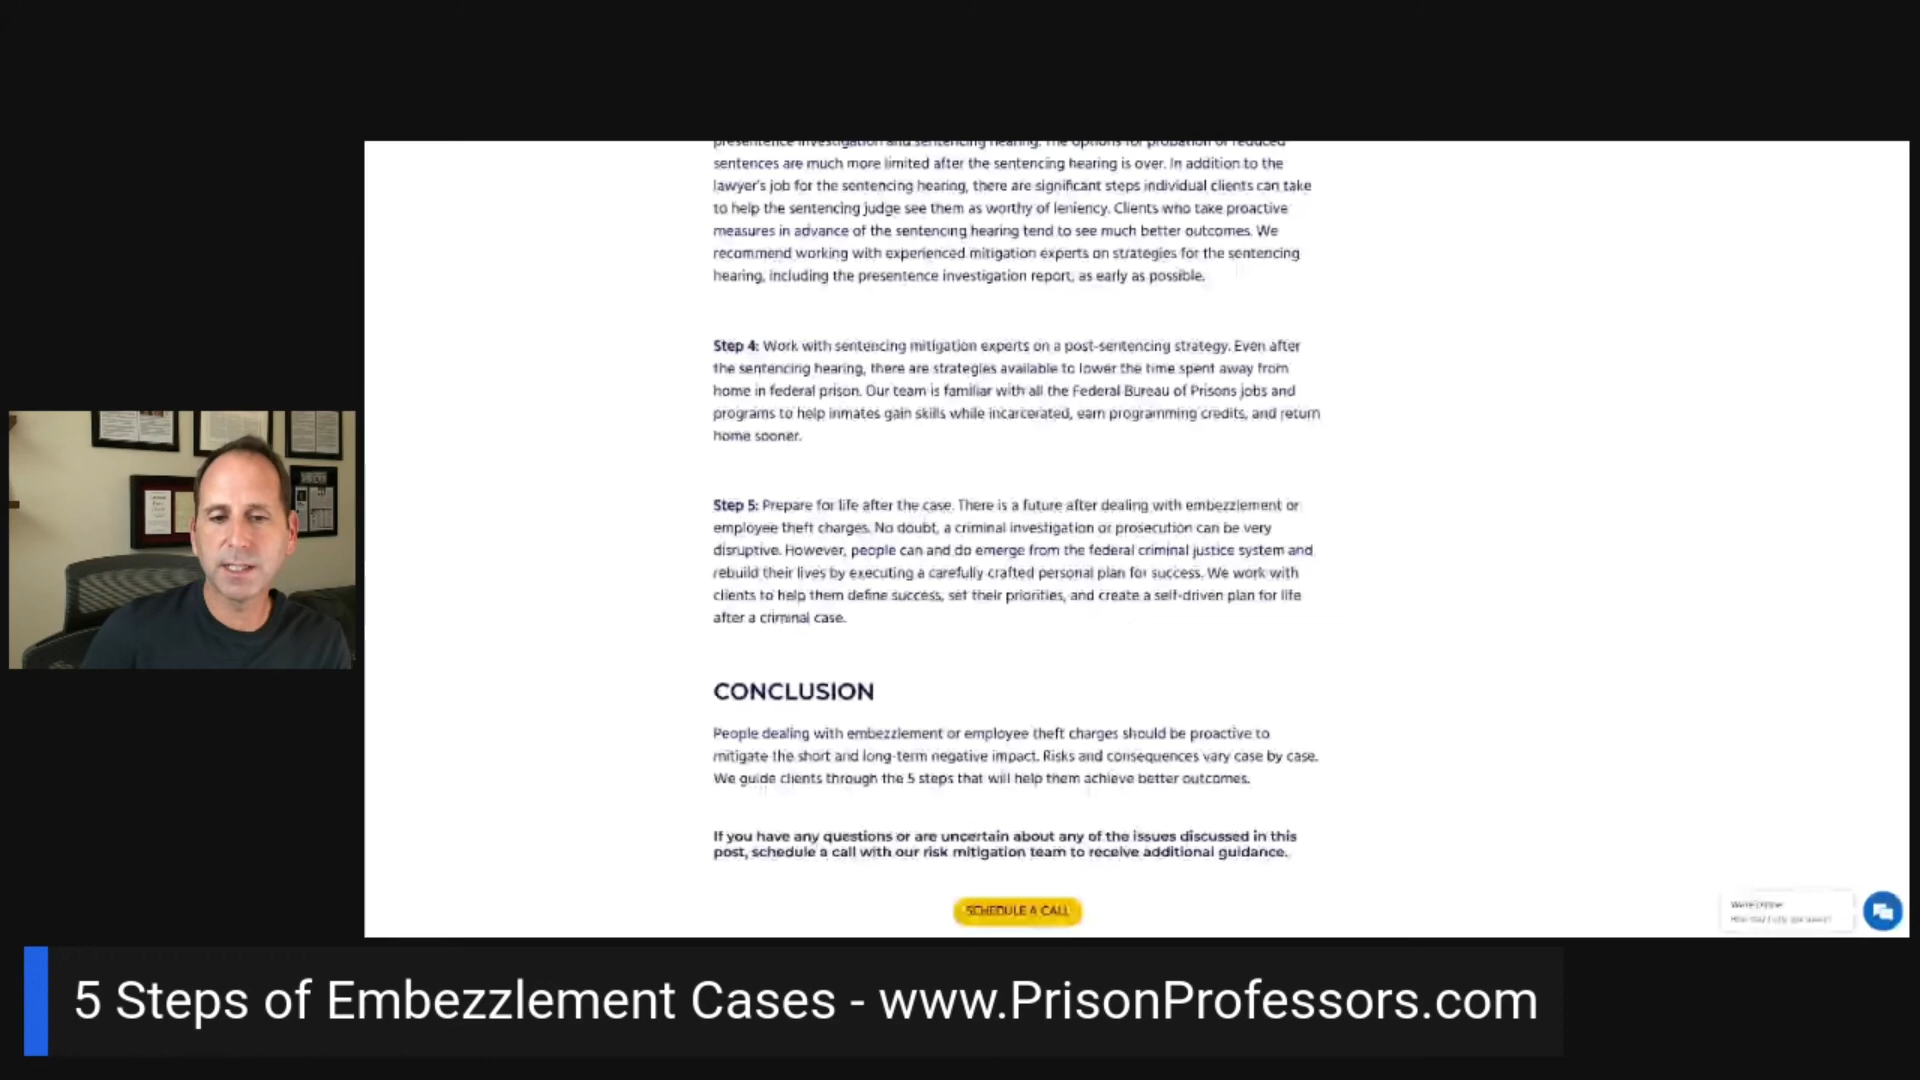 presentence investigation and sentencing hearing. The options for probation or reduced
sentences are much more limited after the sentencing hearing is over. In addition to the
lawyer's job for the sentencing hearing, there are significant steps individual clients can take
to help the sentencing judge see them as worthy of leniency. Clients who take proactive
measures in advance of the sentencing hearing tend to see much better outcomes. We
recommend working with experienced mitigation experts on strategies for the sentencing
hearing, including the presentence investigation report, as early as possible.
Step 4: Work with sentencing mitigation experts on a post-sentencing strategy. Even after
the sentencing hearing, there are strategies available to lower the time spent away from
home in federal prison. Our team is familiar with all the Federal Bureau of Prisons jobs and
programs to help inmates gain skills while incarcerated, earn programming credits, and return
home sooner.
Step 5: Prepare for life after the case. There is a future after dealing with embezzlement or
employee theft charges. No doubt, a criminal investigation or prosecution can be very
disruptive. However, people can and do emerge from the federal criminal justice system and
rebuild their lives by executing a carefully crafted personal plan for success. We work with
clients to help them define success, set their priorities, and create a self-driven plan for life
after a criminal case.
CONCLUSION
People dealing with embezzlement or employee theft charges should be proactive to
mitigate the short and long-term negative impact. Risks and consequences vary case by case.
We guide clients through the 5 steps that will help them achieve better outcomes.
If you have any questions or are uncertain about any of the issues discussed in this
post, schedule a call with our risk mitigation team to receive additional guidance.
SCHEDULE A CALL
5 Steps of Embezzlement Cases - www.PrisonProfessors.com